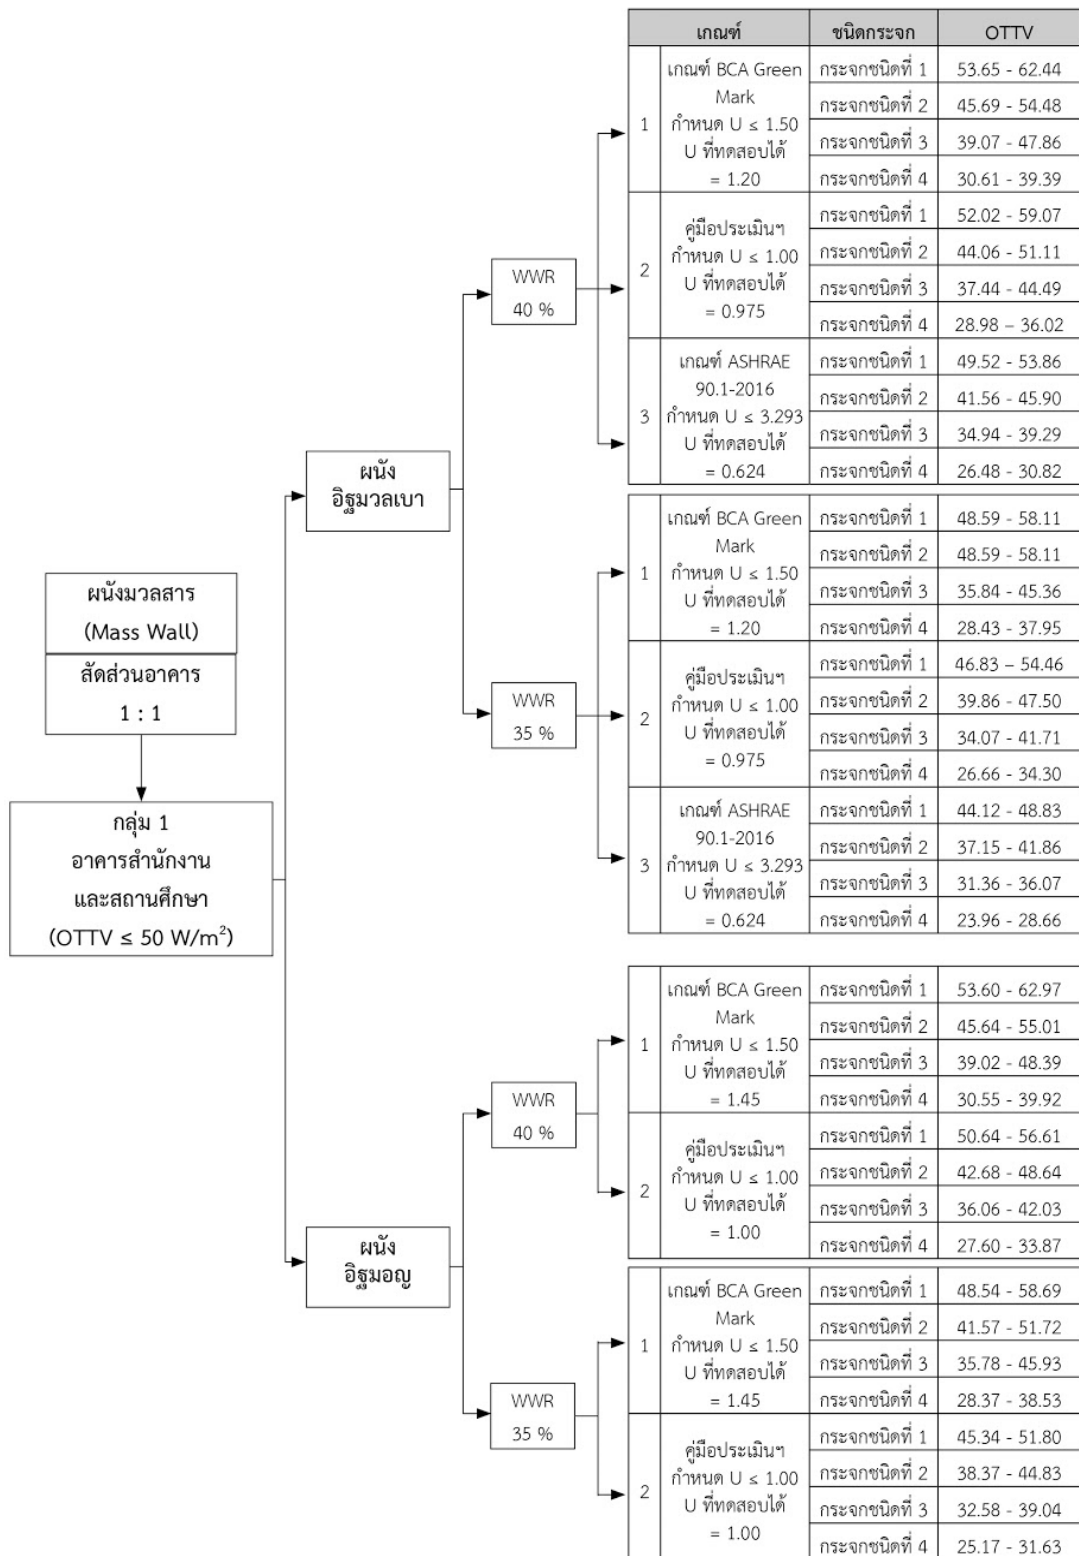 ผนังมวลสาร
(Mass Wall)
สัดส่วนอาคาร
1 : 1
กลุ่ม 1
อาคารสำนักงาน
และสถานศึกษา
(OTTV ≤ 50 W/m²)
ผนัง
อิฐมวลเบา
WWR
40 %
เกณฑ์ ชนิดกระจก OTTV
1
เกณฑ์ BCA Green
Mark
กำหนด U ≤ 1.50
U ที่ทดสอบได้
= 1.20
กระจกชนิดที่ 1 53.65 - 62.44
กระจกชนิดที่ 2 45.69 - 54.48
กระจกชนิดที่ 3 39.07 - 47.86
กระจกชนิดที่ 4 30.61 - 39.39
2
คู่มือประเมินฯ
กำหนด U ≤ 1.00
U ที่ทดสอบได้
= 0.975
กระจกชนิดที่ 1 52.02 - 59.07
กระจกชนิดที่ 2 44.06 - 51.11
กระจกชนิดที่ 3 37.44 - 44.49
กระจกชนิดที่ 4 28.98 – 36.02
3
เกณฑ์ ASHRAE
90.1-2016
กำหนด U ≤ 3.293
U ที่ทดสอบได้
= 0.624
กระจกชนิดที่ 1 49.52 - 53.86
กระจกชนิดที่ 2 41.56 - 45.90
กระจกชนิดที่ 3 34.94 - 39.29
กระจกชนิดที่ 4 26.48 - 30.82
WWR
35 %
1
เกณฑ์ BCA Green
Mark
กำหนด U ≤ 1.50
U ที่ทดสอบได้
= 1.20
กระจกชนิดที่ 1 48.59 - 58.11
กระจกชนิดที่ 2 48.59 - 58.11
กระจกชนิดที่ 3 35.84 - 45.36
กระจกชนิดที่ 4 28.43 - 37.95
2
คู่มือประเมินฯ
กำหนด U ≤ 1.00
U ที่ทดสอบได้
= 0.975
กระจกชนิดที่ 1 46.83 – 54.46
กระจกชนิดที่ 2 39.86 - 47.50
กระจกชนิดที่ 3 34.07 - 41.71
กระจกชนิดที่ 4 26.66 - 34.30
3
เกณฑ์ ASHRAE
90.1-2016
กำหนด U ≤ 3.293
U ที่ทดสอบได้
= 0.624
กระจกชนิดที่ 1 44.12 - 48.83
กระจกชนิดที่ 2 37.15 - 41.86
กระจกชนิดที่ 3 31.36 - 36.07
กระจกชนิดที่ 4 23.96 - 28.66
ผนัง
อิฐมอญ
WWR
40 %
1
เกณฑ์ BCA Green
Mark
กำหนด U ≤ 1.50
U ที่ทดสอบได้
= 1.45
กระจกชนิดที่ 1 53.60 - 62.97
กระจกชนิดที่ 2 45.64 - 55.01
กระจกชนิดที่ 3 39.02 - 48.39
กระจกชนิดที่ 4 30.55 - 39.92
2
คู่มือประเมินฯ
กำหนด U ≤ 1.00
U ที่ทดสอบได้
= 1.00
กระจกชนิดที่ 1 50.64 - 56.61
กระจกชนิดที่ 2 42.68 - 48.64
กระจกชนิดที่ 3 36.06 - 42.03
กระจกชนิดที่ 4 27.60 - 33.87
WWR
35 %
1
เกณฑ์ BCA Green
Mark
กำหนด U ≤ 1.50
U ที่ทดสอบได้
= 1.45
กระจกชนิดที่ 1 48.54 - 58.69
กระจกชนิดที่ 2 41.57 - 51.72
กระจกชนิดที่ 3 35.78 - 45.93
กระจกชนิดที่ 4 28.37 - 38.53
2
คู่มือประเมินฯ
กำหนด U ≤ 1.00
U ที่ทดสอบได้
= 1.00
กระจกชนิดที่ 1 45.34 - 51.80
กระจกชนิดที่ 2 38.37 - 44.83
กระจกชนิดที่ 3 32.58 - 39.04
กระจกชนิดที่ 4 25.17 - 31.63